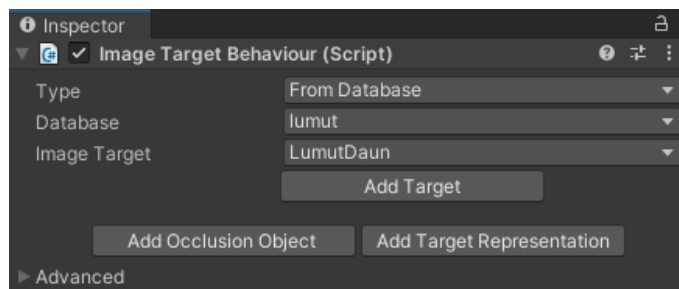 Inspector
Image Target Behaviour (Script)
Type From Database
Database lumut
Image Target LumutDaun
Add Target
Add Occlusion Object Add Target Representation
Advanced